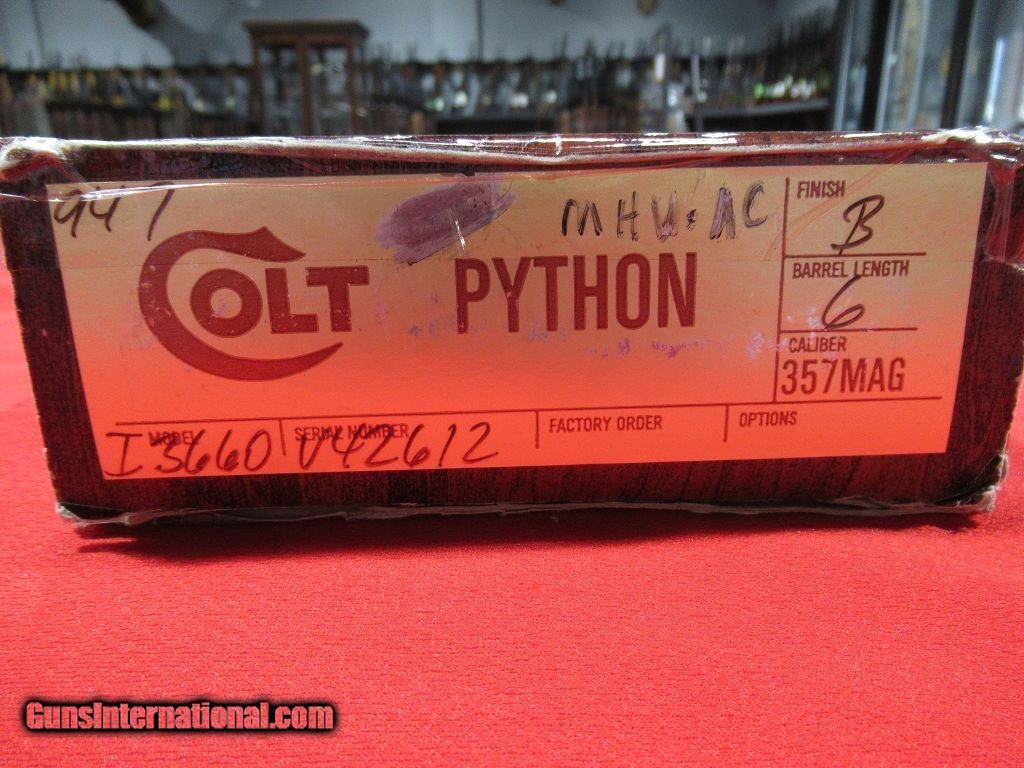 947
MHU:AC
COLT PYTHON
FINISH
B
BARREL LENGTH
6
CALIBER
357MAG
MODEL
I3660
SERIAL NUMBER
V42612
FACTORY ORDER
OPTIONS
GunsInternational.com